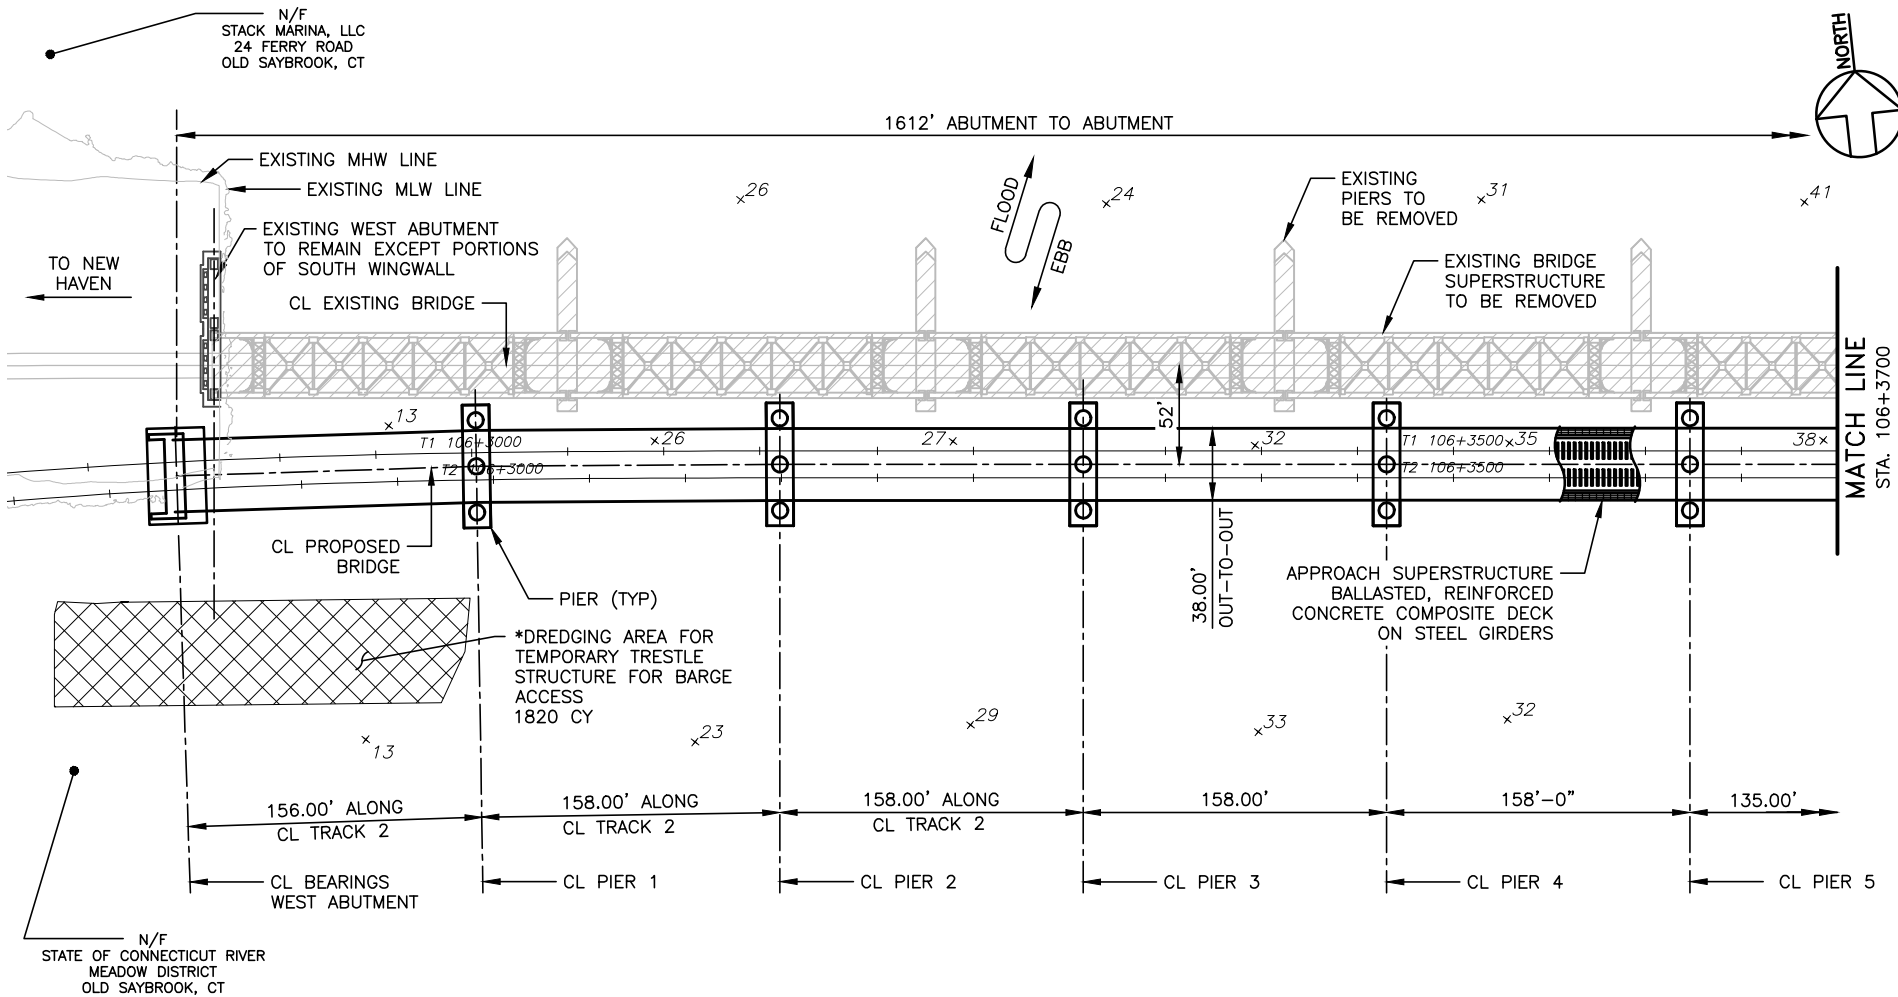 N/F
STACK MARINA, LLC
24 FERRY ROAD
OLD SAYBROOK, CT
NORTH
1612' ABUTMENT TO ABUTMENT
EXISTING MHW LINE
EXISTING MLW LINE
EXISTING WEST ABUTMENT
TO REMAIN EXCEPT PORTIONS
OF SOUTH WINGWALL
TO NEW
HAVEN
CL EXISTING BRIDGE
26
FLOOD
EBB
24
EXISTING
PIERS TO
BE REMOVED
31
41
EXISTING BRIDGE
SUPERSTRUCTURE
TO BE REMOVED
MATCH LINE
STA. 106+3700
13
T1 106+3000
T2 106+3000
26
27
52'
32
T1 106+3500
T2 106+3500
35
38
CL PROPOSED
BRIDGE
38.00'
OUT-TO-OUT
APPROACH SUPERSTRUCTURE
BALLASTED, REINFORCED
CONCRETE COMPOSITE DECK
ON STEEL GIRDERS
PIER (TYP)
*DREDGING AREA FOR
TEMPORARY TRESTLE
STRUCTURE FOR BARGE
ACCESS
1820 CY
13
23
29
33
32
156.00' ALONG
CL TRACK 2
158.00' ALONG
CL TRACK 2
158.00' ALONG
CL TRACK 2
158.00'
158'-0"
135.00'
CL BEARINGS
WEST ABUTMENT
CL PIER 1
CL PIER 2
CL PIER 3
CL PIER 4
CL PIER 5
N/F
STATE OF CONNECTICUT RIVER
MEADOW DISTRICT
OLD SAYBROOK, CT